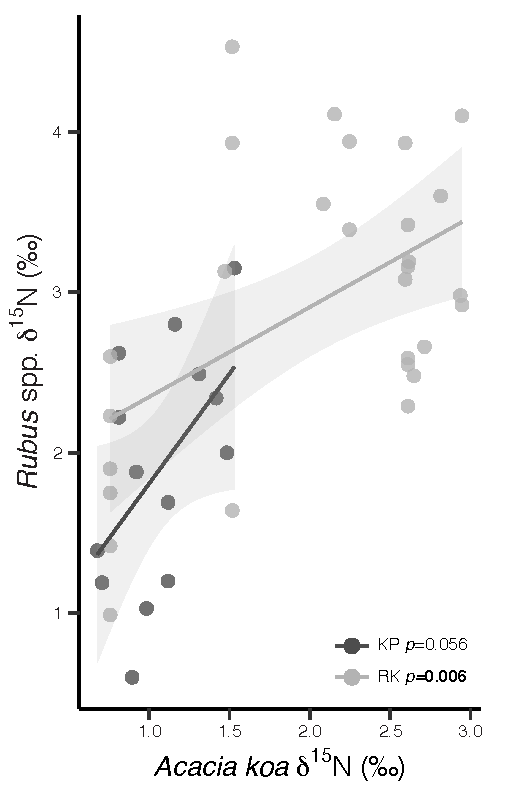 Rubus spp. δ15N (‰)
4
3
2
1
KP p=0.056
RK p=0.006
1.0 1.5 2.0 2.5 3.0
Acacia koa δ15N (‰)